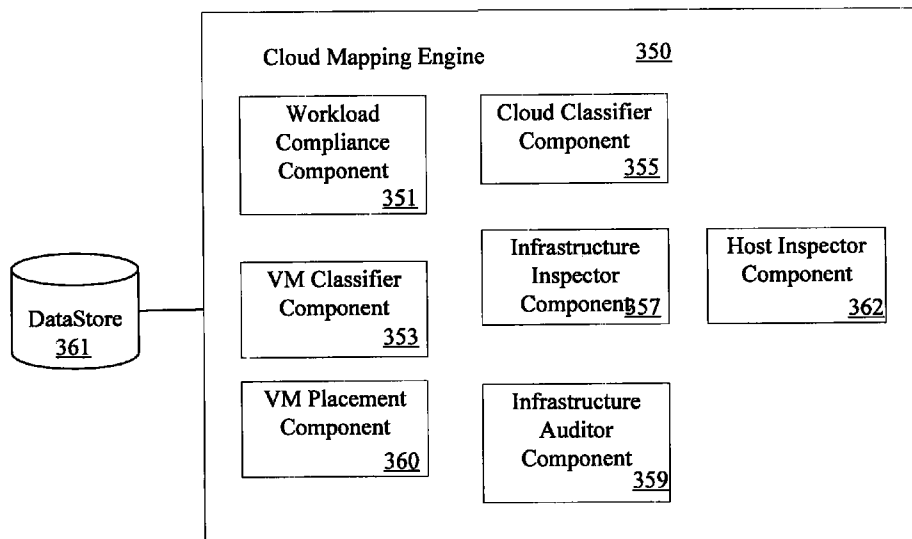 Cloud Mapping Engine 350
Workload
Compliance
Component
351
Cloud Classifier
Component
355
VM Classifier
Component
353
Infrastructure
Inspector
Component
357
Host Inspector
Component
362
DataStore
361
VM Placement
Component
360
Infrastructure
Auditor
Component
359